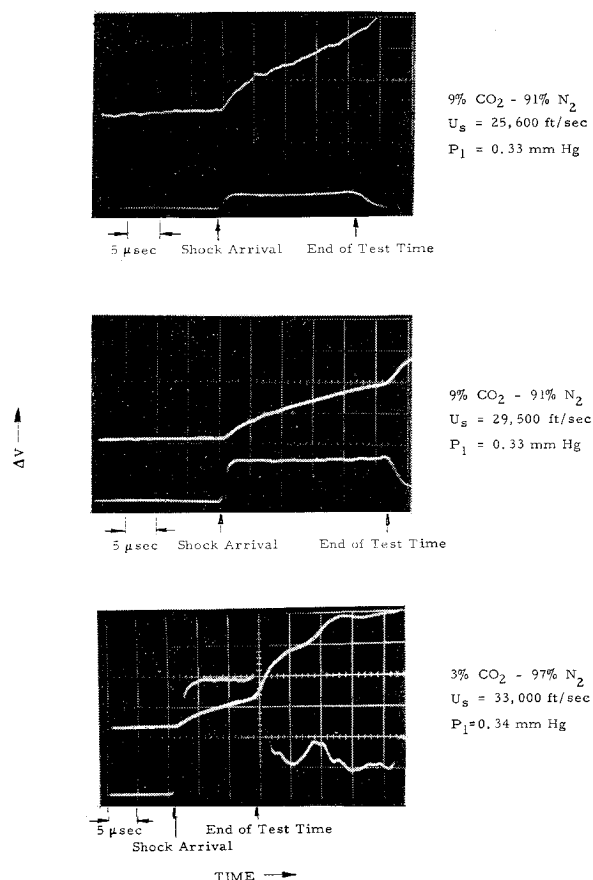 9% CO2 - 91% N2
Us = 25,600 ft/sec
P1 = 0.33 mm Hg
5 μsec Shock Arrival End of Test Time
9% CO2 - 91% N2
Us = 29,500 ft/sec
P1 = 0.33 mm Hg
ΔV
5 μsec Shock Arrival End of Test Time
3% CO2 - 97% N2
Us = 33,000 ft/sec
P1=0.34 mm Hg
5 μsec End of Test Time
Shock Arrival
TIME